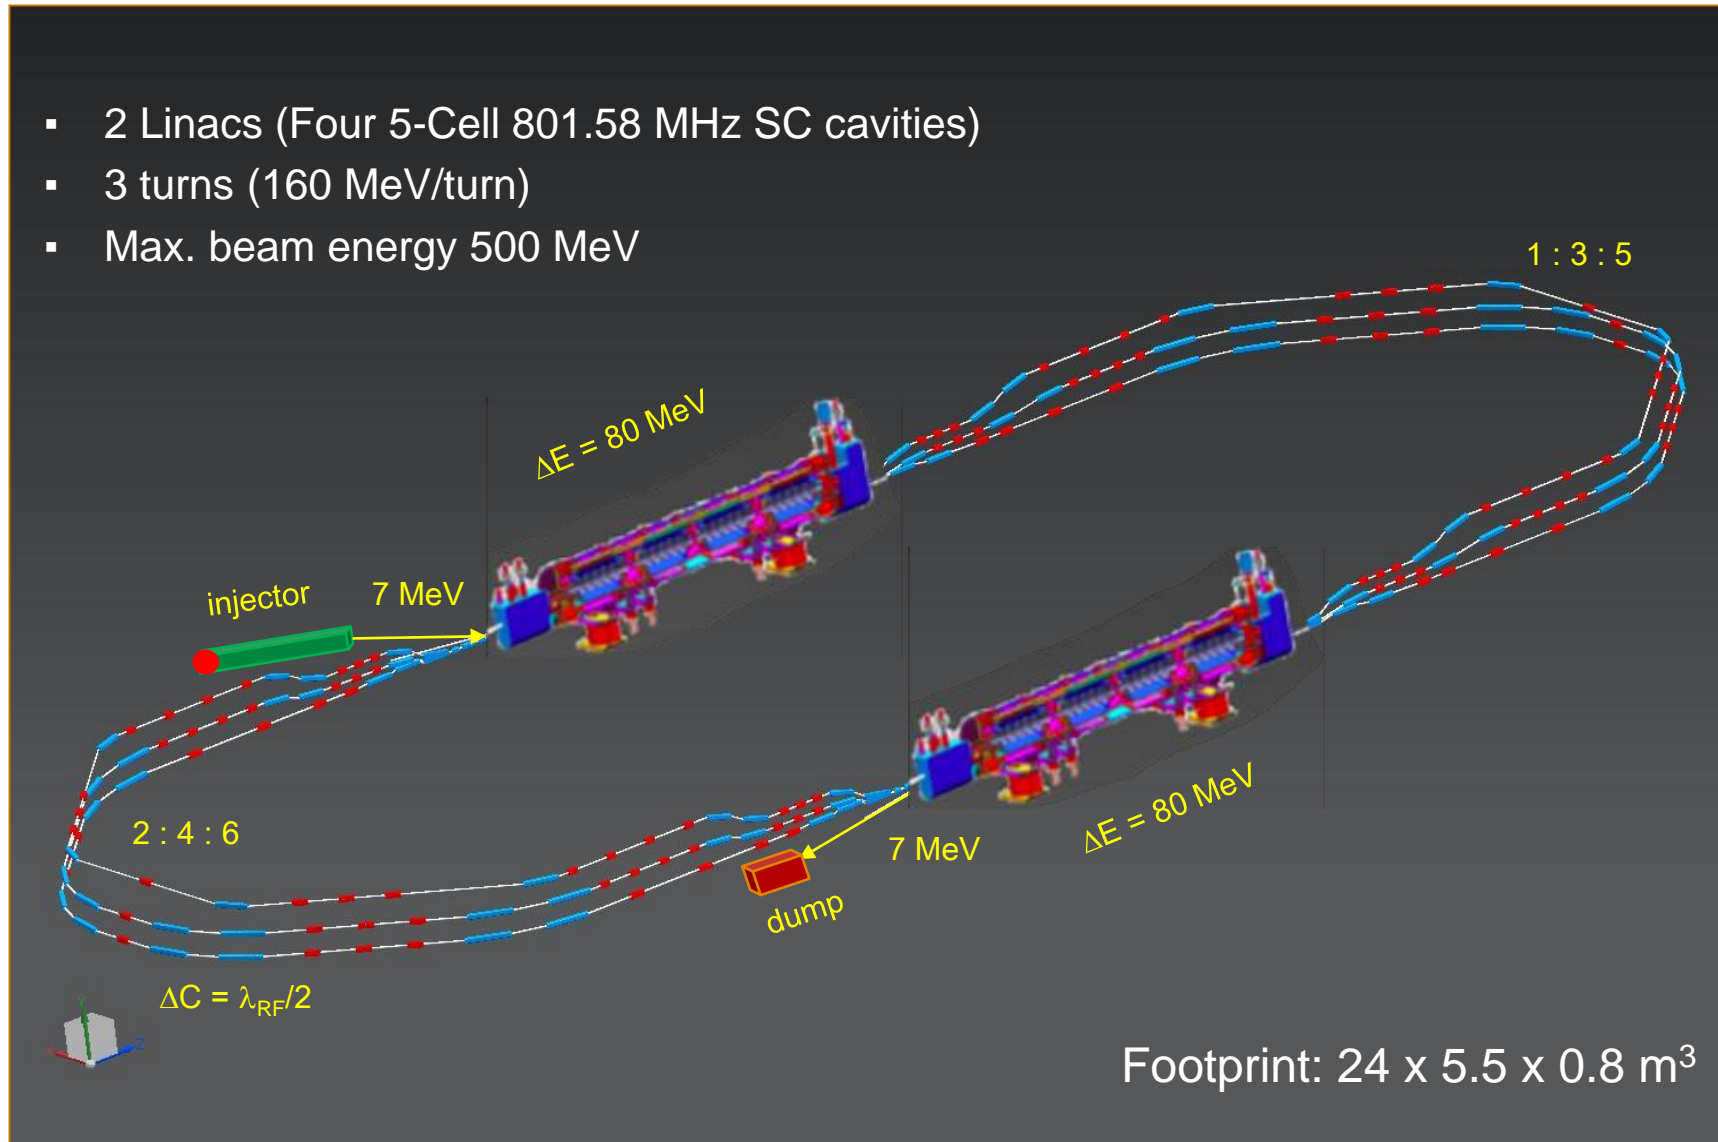 ▪ 2 Linacs (Four 5-Cell 801.58 MHz SC cavities)
▪ 3 turns (160 MeV/turn)
▪ Max. beam energy 500 MeV
1 : 3 : 5
ΔE = 80 MeV
injector
7 MeV
2 : 4 : 6
7 MeV
ΔE = 80 MeV
dump
ΔC = λ_RF/2
Y
X
Z
Footprint: 24 x 5.5 x 0.8 m³